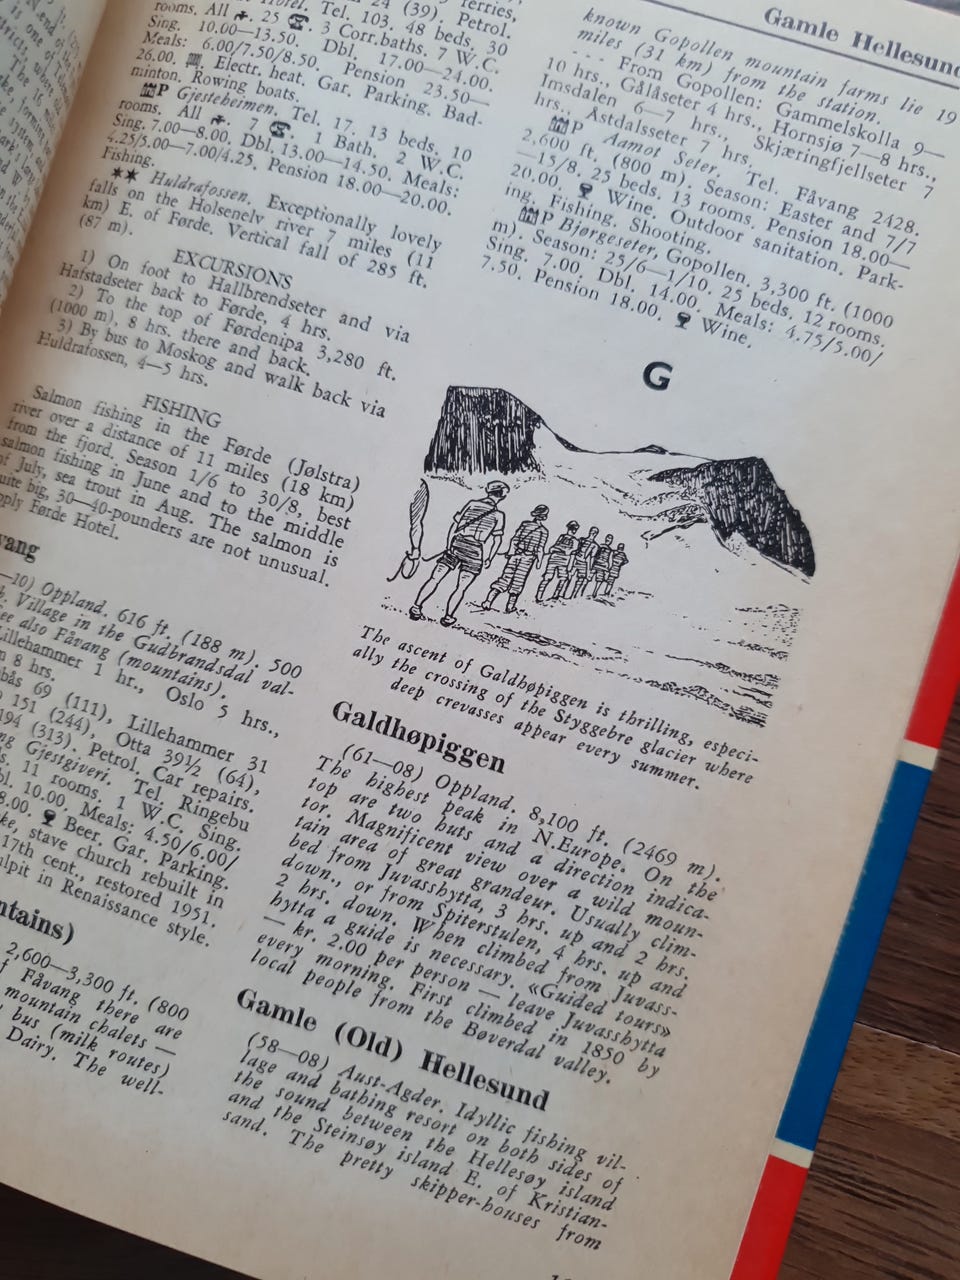 Gamle Hellesund
Hotel. Tel. 103. 48 beds, 30
rooms. All 25 3 Corr.baths. 7 W.C.
Sing. 10.00—13.50. Dbl. 17.00—24.00.
Meals: 6.00/7.50/8.50. Pension 23.50—
26.00. Electr. heat. Gar. Parking. Bad-
minton. Rowing boats.
P Gjesteheimen. Tel. 17. 13 beds, 10
rooms. All 7 1 Bath. 2 W.C.
Sing. 7.00—8.00. Dbl. 13.00—14.50. Meals:
4.25/5.00—7.00/4.25. Pension 18.00—20.00.
Fishing.
★★ Huldrafossen. Exceptionally lovely
falls on the Holsenelv river 7 miles (11
km) E. of Førde. Vertical fall of 285 ft.
(87 m).
EXCURSIONS
1) On foot to Hallbrendseter and via
Hafstadseter back to Førde, 4 hrs.
2) To the top of Førdenipa 3,280 ft.
(1000 m), 8 hrs. there and back.
3) By bus to Moskog and walk back via
Huldrafossen, 4—5 hrs.
FISHING
Salmon fishing in the Førde (Jølstra)
river over a distance of 11 miles (18 km)
from the fjord. Season 1/6 to 30/8, best
salmon fishing in June and to the middle
of July, sea trout in Aug. The salmon is
quite big, 30—40-pounders are not unusual.
Apply Førde Hotel.
—10) Oppland. 616 ft. (188 m); 500
Village in the Gudbrandsdal val-
See also Fåvang (mountains).
Lillehammer 1 hr., Oslo 5 hrs.,
8 hrs.
69 (111), Lillehammer 31
151 (244), Otta 39½ (64),
194 (313). Petrol. Car repairs.
Gjestgiveri. Tel. Ringebu
11 rooms. 1 W.C. Sing.
10.00. Meals: 4.50/6.00/
Beer. Gar. Parking.
stave church rebuilt in
17th cent., restored 1951.
pulpit in Renaissance style.
2,600—3,300 ft. (800
Fåvang there are
mountain chalets —
bus (milk routes)
Dairy. The well-
known Gopollen mountain farms lie 19
miles (31 km) from the station.
From Gopollen: Gammelskolla 9—
10 hrs., Gålåseter 4 hrs., Hornsjø 7—8 hrs.,
Imsdalen 6—7 hrs., Skjæringfjellseter 7
hrs., Astdalsseter 7 hrs.
P Aamot Seter. Tel. Fåvang 2428.
2,600 ft. (800 m). Season: Easter and 7/7
—15/8. 25 beds. 13 rooms. Pension 18.00—
20.00. Wine. Outdoor sanitation. Park-
ing. Fishing. Shooting.
P Bjørgeseter, Gopollen. 3,300 ft. (1000
m). Season: 25/6—1/10. 25 beds. 12 rooms.
Sing. 7.00. Dbl. 14.00. Meals: 4.75/5.00/
7.50. Pension 18.00. Wine.
G
The ascent of Galdhøpiggen is thrilling, especi-
ally the crossing of the Styggebre glacier where
deep crevasses appear every summer.
Galdhøpiggen
(61—08) Oppland. 8,100 ft. (2469 m).
The highest peak in N.Europe. On the
top are two huts and a direction indica-
tor. Magnificent view over a wild moun-
tain area of great grandeur. Usually clim-
bed from Juvasshytta, 3 hrs. up and 2 hrs.
down., or from Spiterstulen, 4 hrs. up and
2 hrs. down. When climbed from Juvass-
hytta a guide is necessary. «Guided tours»
— kr. 2.00 per person — leave Juvasshytta
every morning. First climbed in 1850 by
local people from the Bøverdal valley.
Gamle (Old) Hellesund
(58—08) Aust-Agder. Idyllic fishing vil-
lage and bathing resort on both sides of
the sound between the Hellesøy island
and the Steinsøy island E. of Kristian-
sand. The pretty skipper-houses from